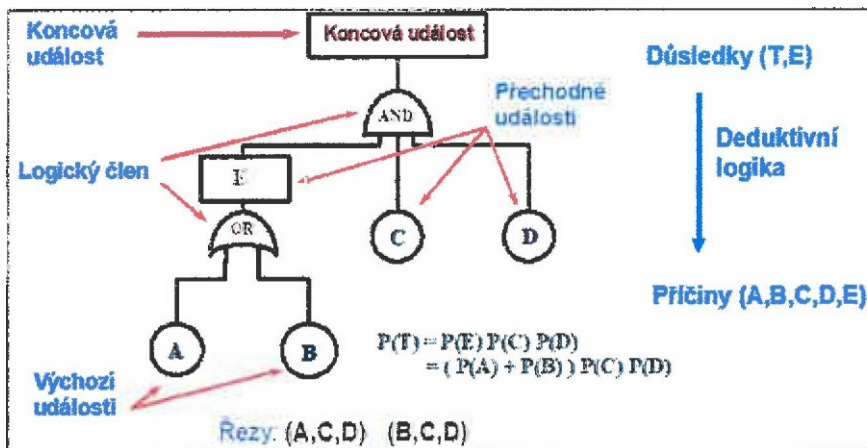 Koncová
událost
Koncová událost
Důsledky (T,E)
AND
Přechodné
události
Deduktivní
logika
Logický člen
E
OR
C
D
Příčiny (A,B,C,D,E)
A
B
P(T) = P(E) P(C) P(D)
= ( P(A) + P(B) ) P(C) P(D)
Výchozí
události
Řezy: (A,C,D) (B,C,D)